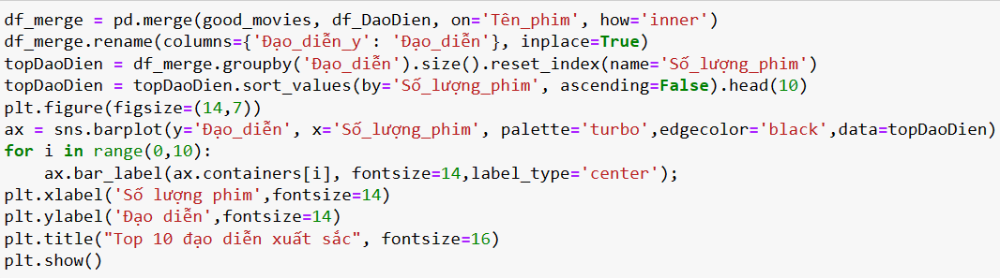 df_merge = pd.merge(good_movies, df_DaoDien, on='Tên_phim', how='inner')
df_merge.rename(columns={'Đạo_diễn_y': 'Đạo_diễn'}, inplace=True)
topDaoDien = df_merge.groupby('Đạo_diễn').size().reset_index(name='Số_lượng_phim')
topDaoDien = topDaoDien.sort_values(by='Số_lượng_phim', ascending=False).head(10)
plt.figure(figsize=(14,7))
ax = sns.barplot(y='Đạo_diễn', x='Số_lượng_phim', palette='turbo',edgecolor='black',data=topDaoDien)
for i in range(0,10):
    ax.bar_label(ax.containers[i], fontsize=14,label_type='center');
plt.xlabel('Số lượng phim',fontsize=14)
plt.ylabel('Đạo diễn',fontsize=14)
plt.title("Top 10 đạo diễn xuất sắc", fontsize=16)
plt.show()